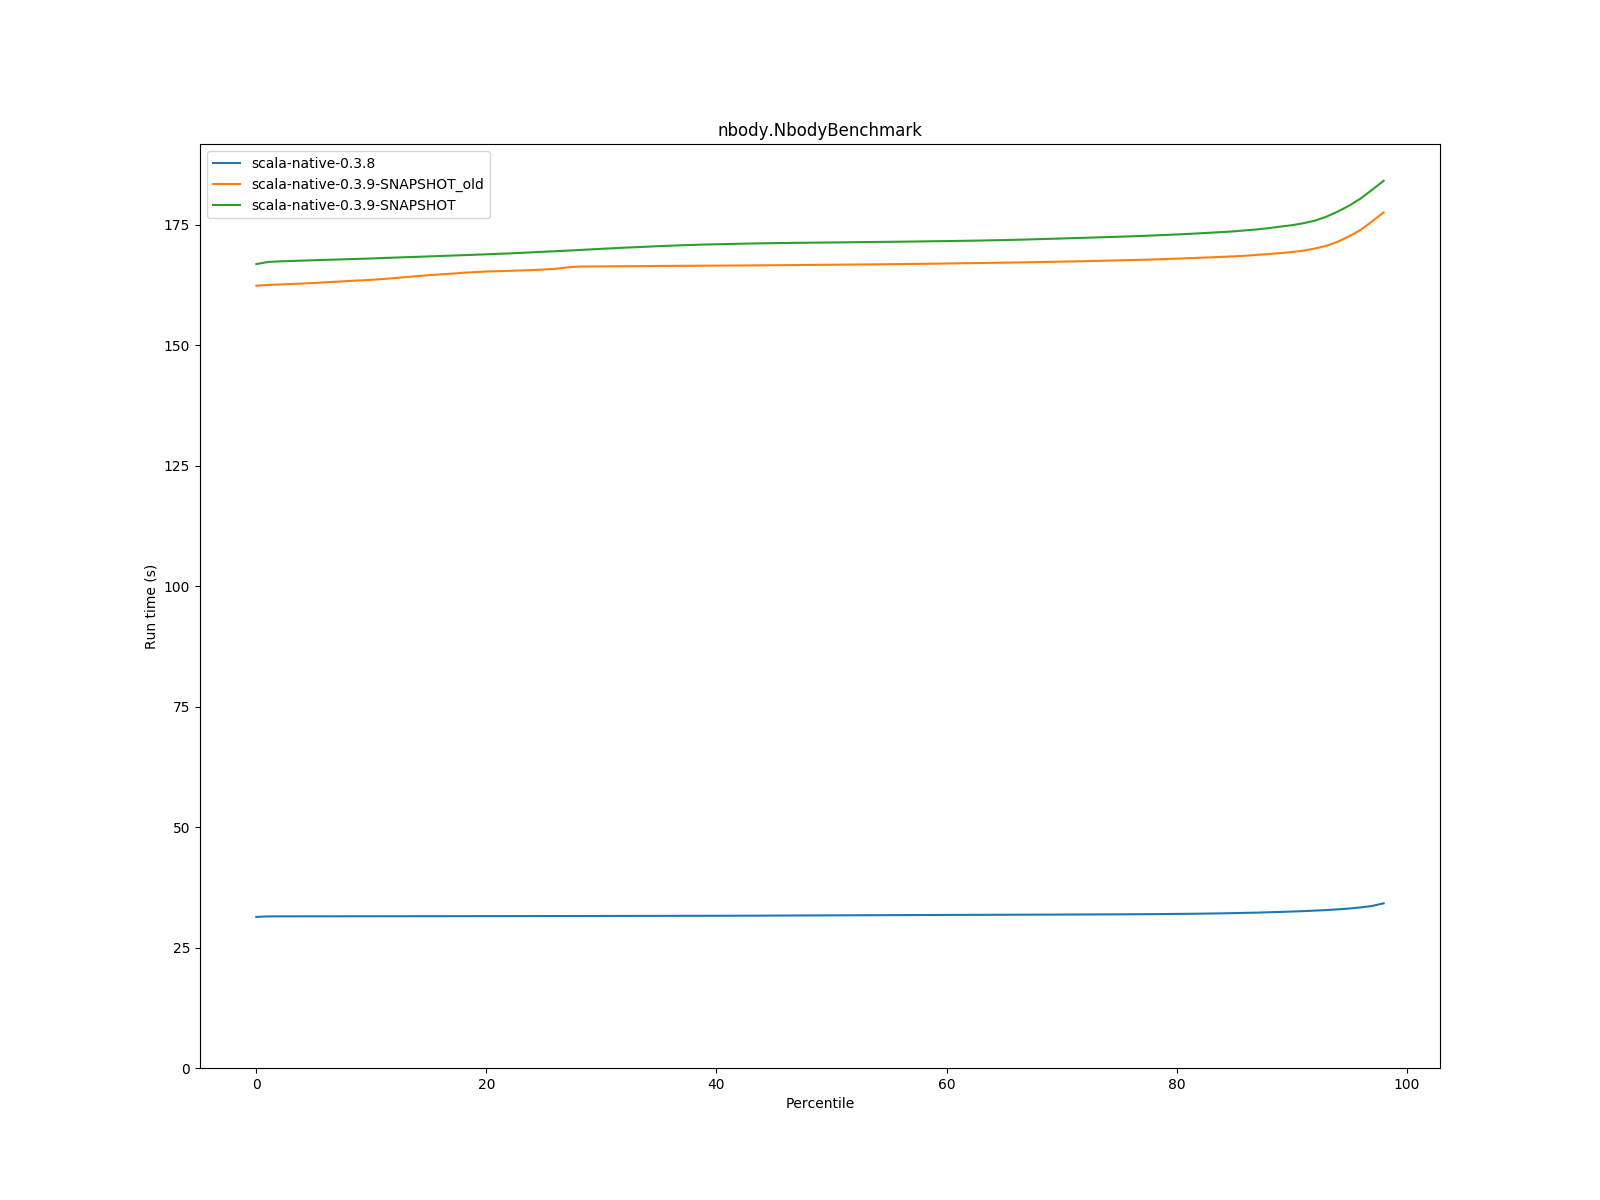 nbody.NbodyBenchmark
scala-native-0.3.8
scala-native-0.3.9-SNAPSHOT_old
scala-native-0.3.9-SNAPSHOT
175
150
125
100
75
50
25
0
Run time (s)
0 20 40 60 80 100
Percentile